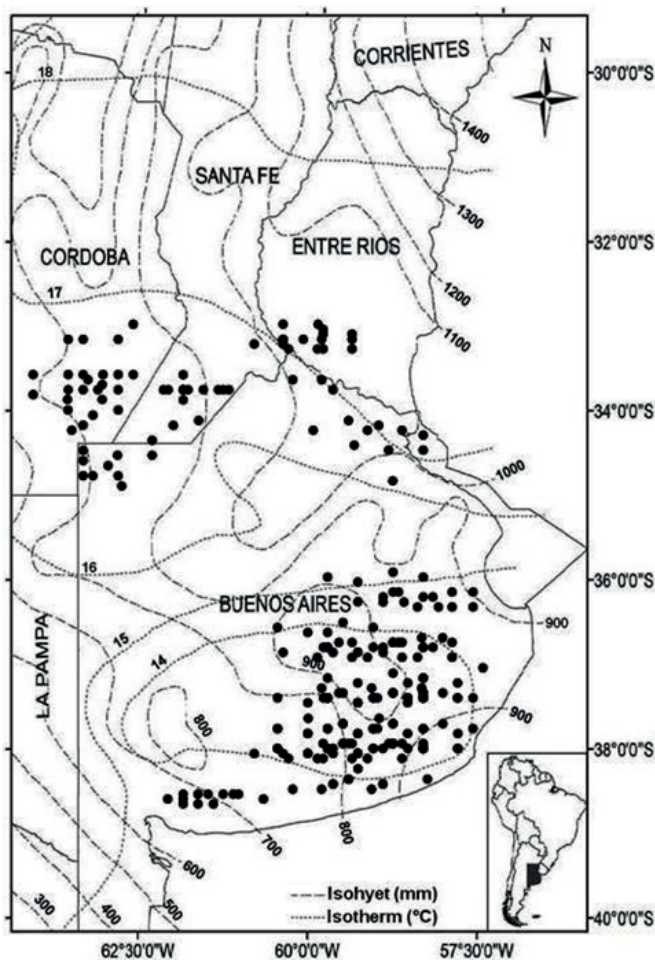 CORRIENTES
N
30°0'0"S
18
1400
SANTA FE
1300
32°0'0"S
CORDOBA
ENTRE RIOS
17
1200
1100
34°0'0"S
1000
16
36°0'0"S
BUENOS AIRES
900
15
LA PAMPA
14
900
800
900
38°0'0"S
700
800
600
300
400
500
Isohyet (mm)
Isotherm (ºC)
40°0'0"S
62°30'0"W
60°0'0"W
57°30'0"W